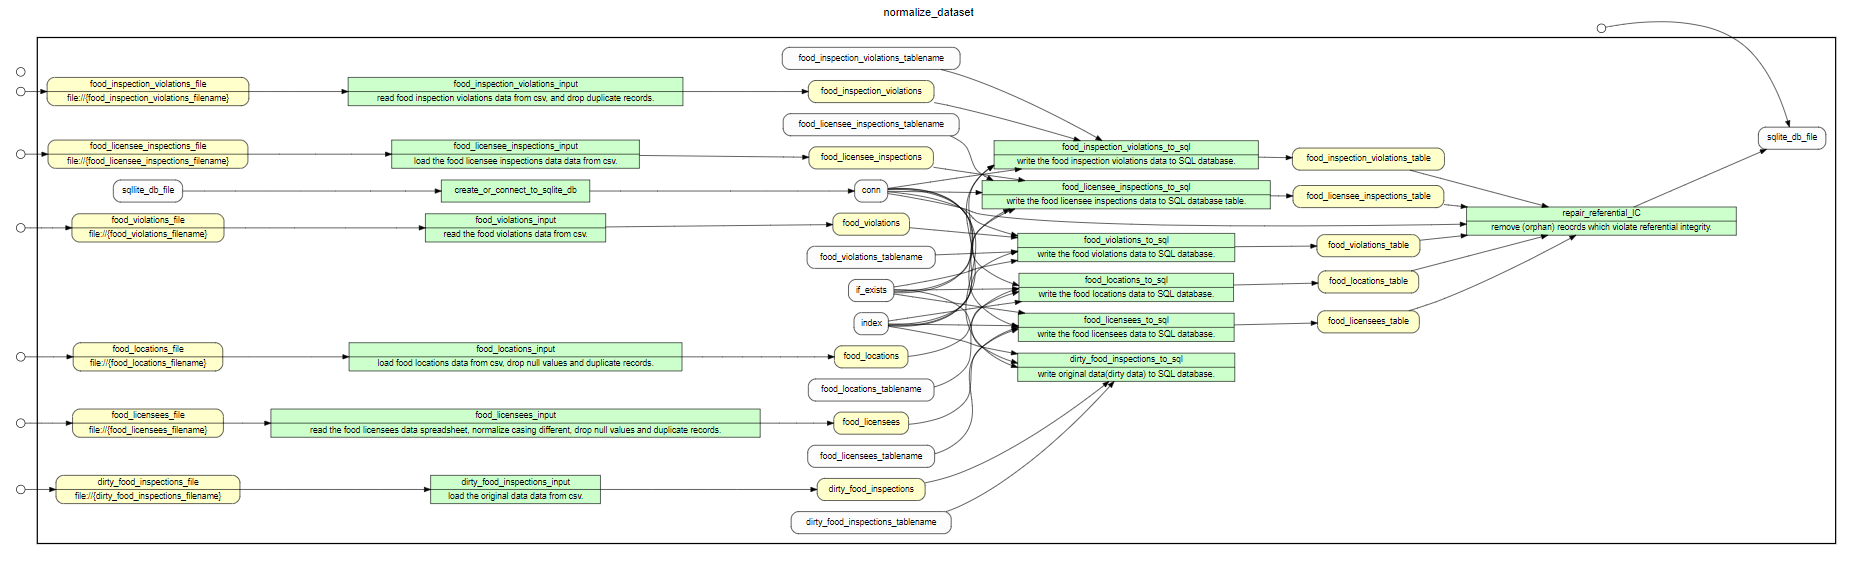 normalize_dataset
food_inspection_violations_tablename
food_inspection_violations_file
file://{food_inspection_violations_filename}
food_inspection_violations_input
read food inspection violations data from csv, and drop duplicate records.
food_inspection_violations
food_licensee_inspections_tablename
sqlite_db_file
food_licensee_inspections_file
file://{food_licensee_inspections_filename}
food_licensee_inspections_input
load the food licensee inspections data data from csv.
food_licensee_inspections
food_inspection_violations_to_sql
write the food inspection violations data to SQL database.
food_inspection_violations_table
sqllite_db_file
create_or_connect_to_sqlite_db
conn
food_licensee_inspections_to_sql
write the food licensee inspections data to SQL database table.
food_licensee_inspections_table
repair_referential_IC
remove (orphan) reocrds which violate referential integrity.
food_violations_file
file://{food_violations_filename}
food_violations_input
read the food violations data from csv.
food_violations
food_violations_tablename
food_violations_to_sql
write the food violations data to SQL database.
food_violations_table
if_exists
food_locations_to_sql
write the food locations data to SQL database.
food_locations_table
index
food_licensees_to_sql
write the food licensees data to SQL database.
food_licensees_table
food_locations_file
file://{food_locations_filename}
food_locations_input
load food locations data from csv, drop null values and duplicate records.
food_locations
dirty_food_inspections_to_sql
write original data(dirty data) to SQL database.
food_locations_tablename
food_licensees_file
file://{food_licensees_filename}
food_licensees_input
read the food licensees data spreadsheet, normalize casing different, drop null values and duplicate records.
food_licensees
food_licensees_tablename
dirty_food_inspections_file
file://{dirty_food_inspections_filename}
dirty_food_inspections_input
load the original data data from csv.
dirty_food_inspections
dirty_food_inspections_tablename